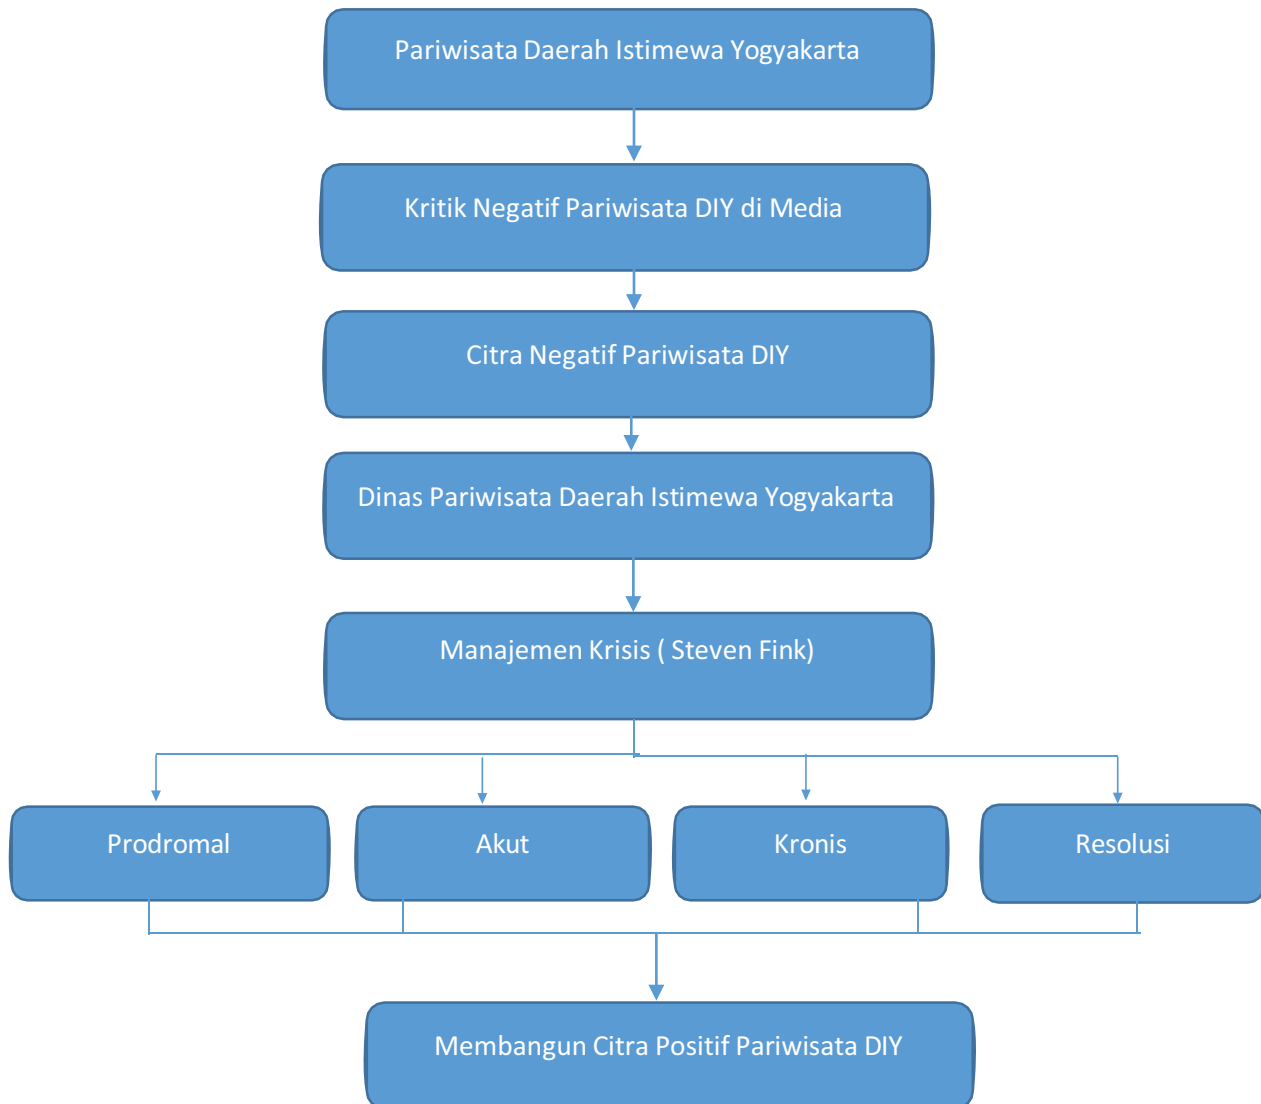 Pariwisata Daerah Istimewa Yogyakarta
Kritik Negatif Pariwisata DIY di Media
Citra Negatif Pariwisata DIY
Dinas Pariwisata Daerah Istimewa Yogyakarta
Manajemen Krisis ( Steven Fink)
Prodromal
Akut
Kronis
Resolusi
Membangun Citra Positif Pariwisata DIY